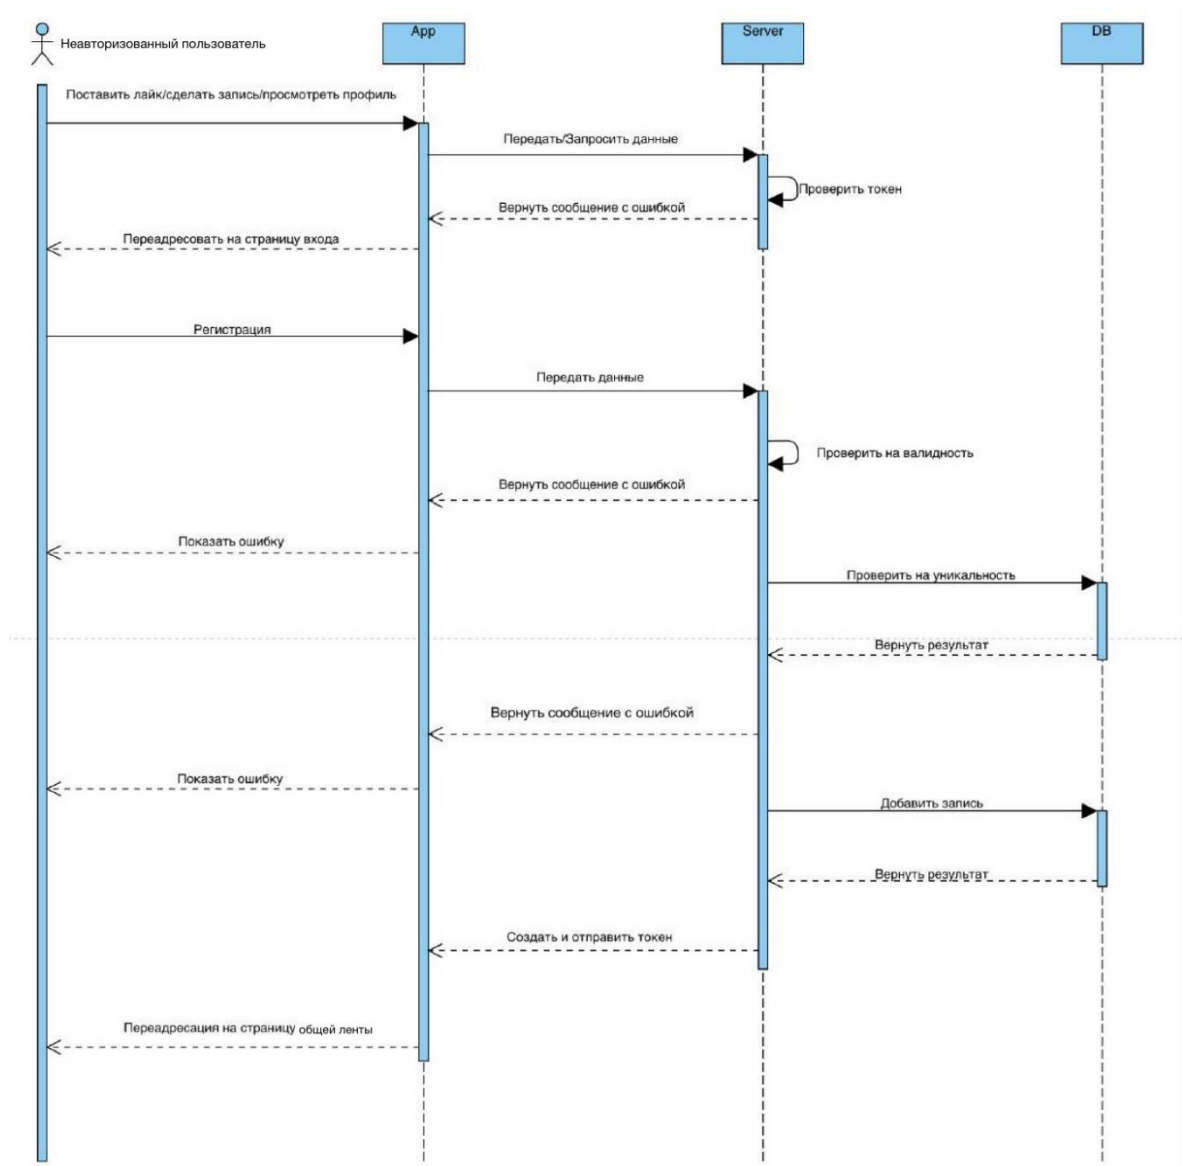 Неавторизованный пользователь
App
Server
DB
Поставить лайк/сделать запись/просмотреть профиль
Передать/Запросить данные
Проверить токен
Вернуть сообщение с ошибкой
Переадресовать на страницу входа
Регистрация
Передать данные
Проверить на валидность
Вернуть сообщение с ошибкой
Показать ошибку
Проверить на уникальность
Вернуть результат
Вернуть сообщение с ошибкой
Показать ошибку
Добавить запись
Вернуть результат
Создать и отправить токен
Переадресация на страницу общей ленты